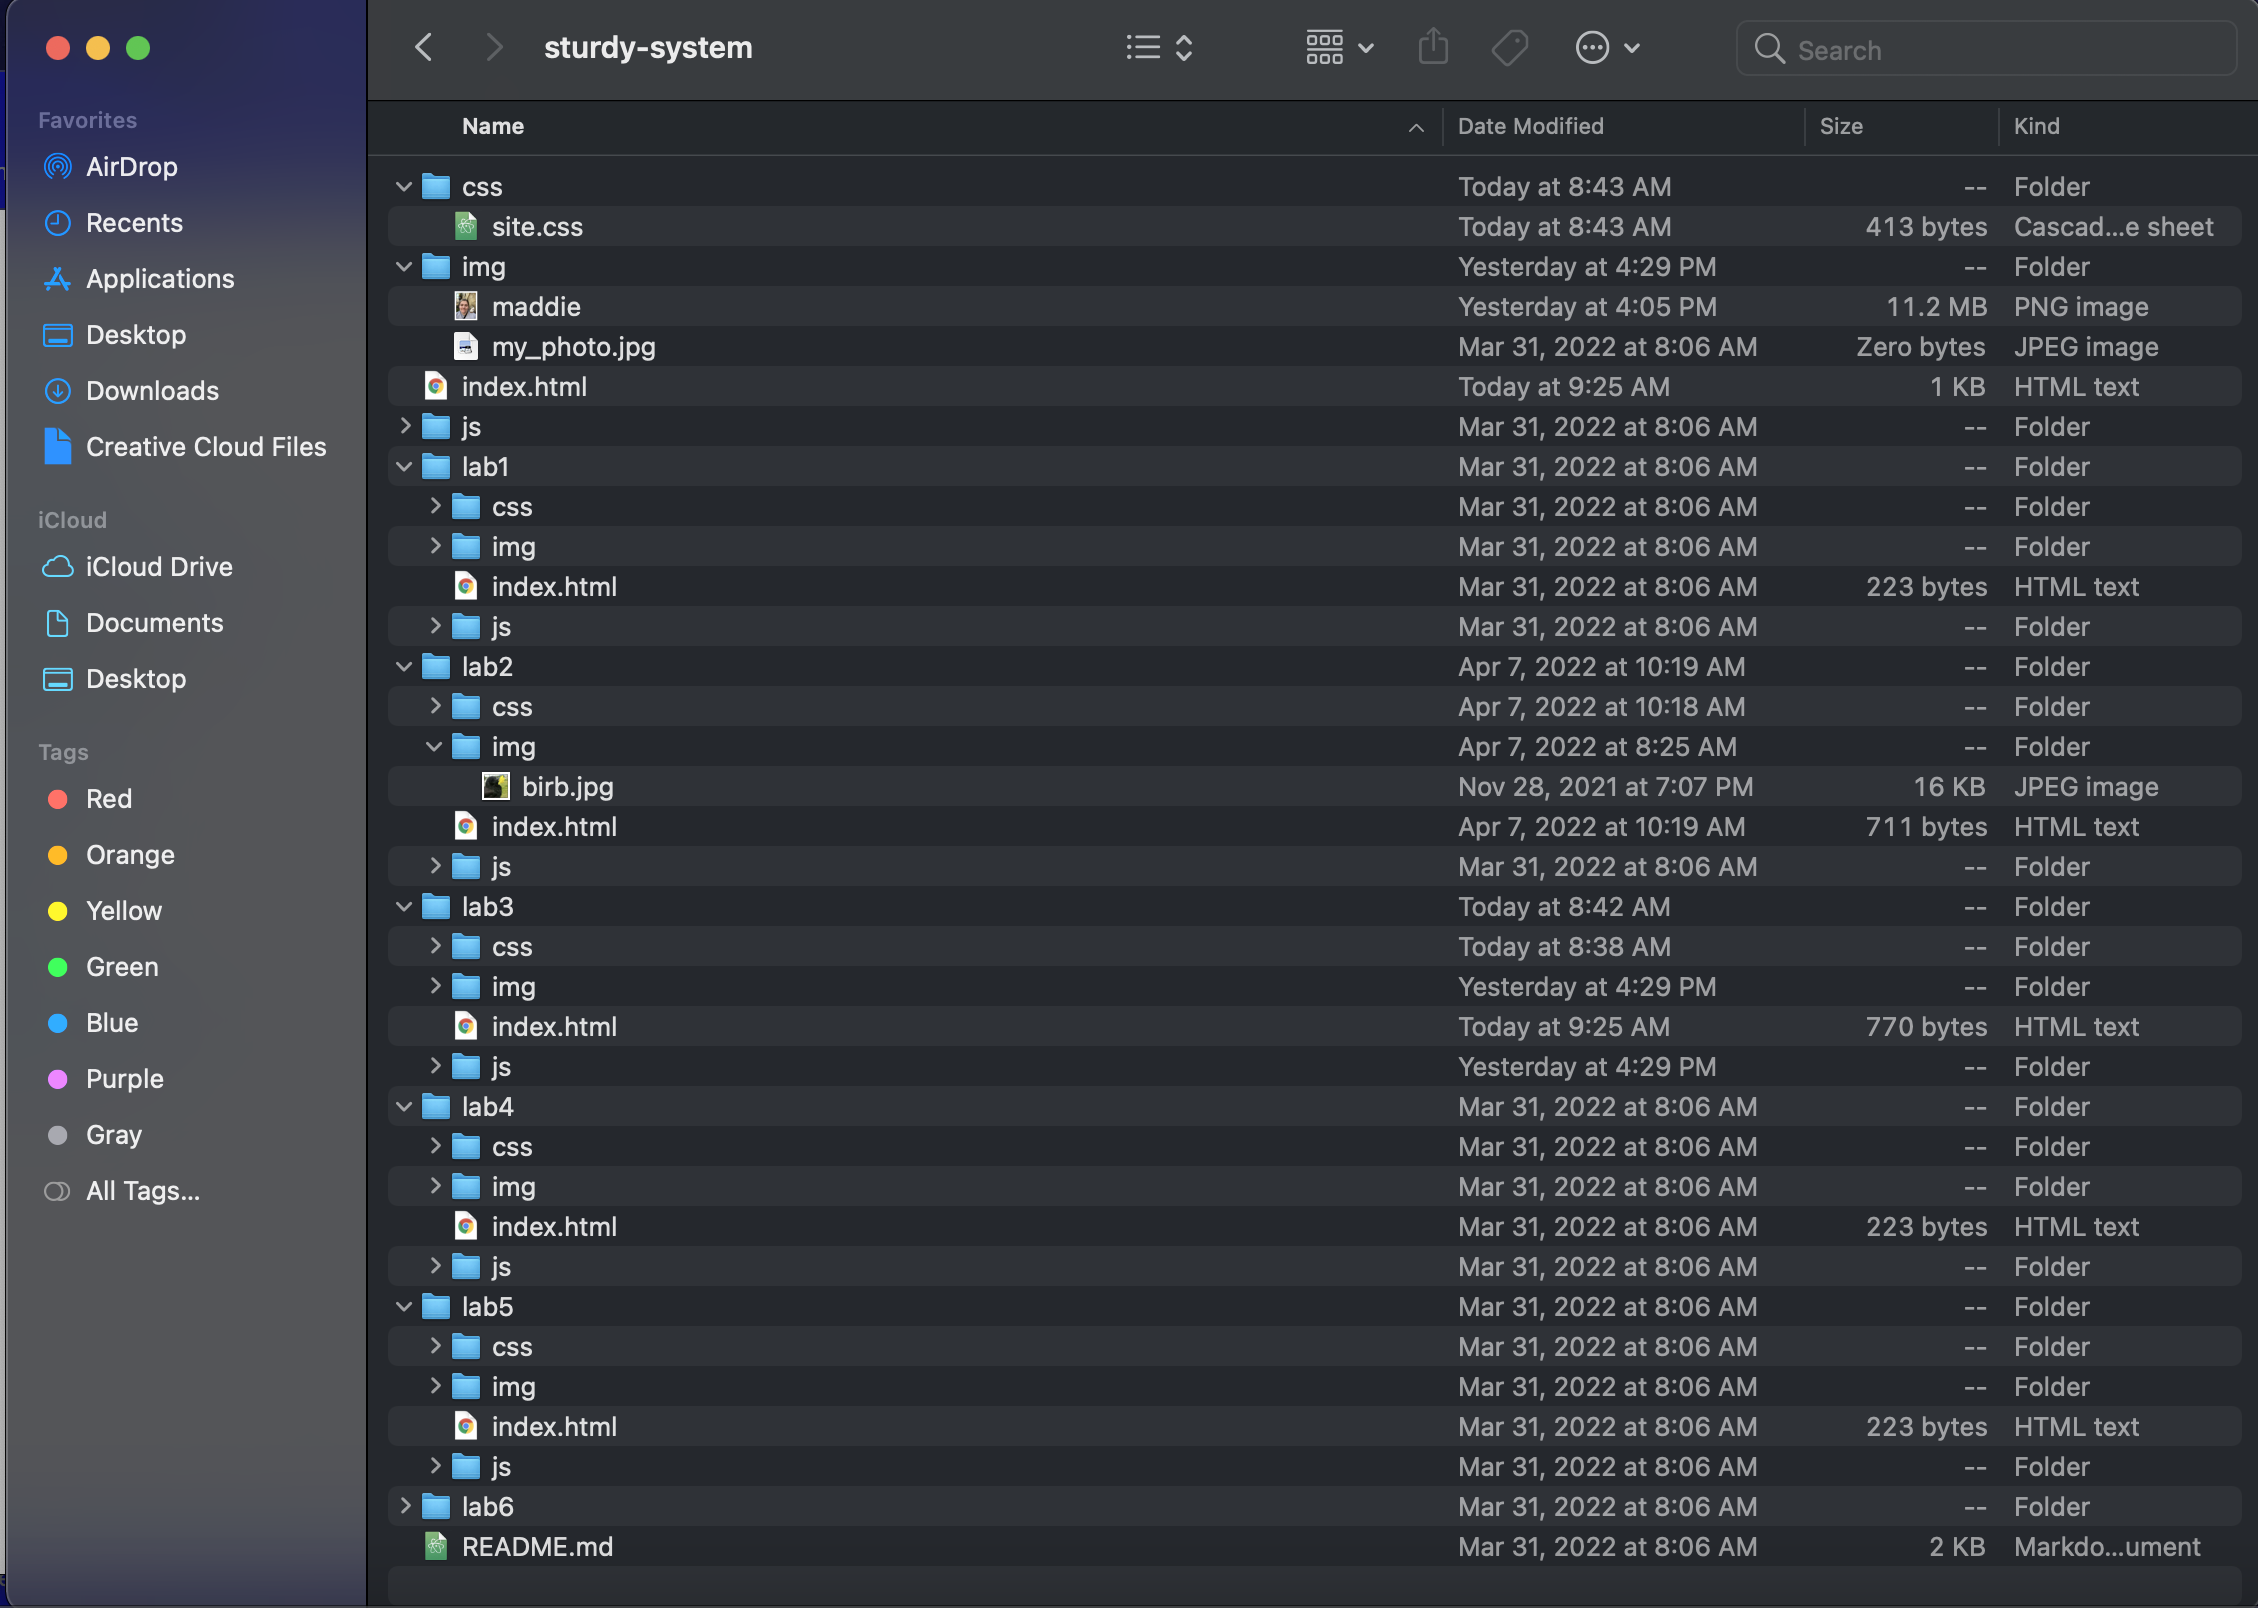 sturdy-system
Search
Favorites
AirDrop
Recents
Applications
Desktop
Downloads
Creative Cloud Files
iCloud
iCloud Drive
Documents
Desktop
Tags
Red
Orange
Yellow
Green
Blue
Purple
Gray
All Tags...
Name Date Modified Size Kind
css Today at 8:43 AM -- Folder
site.css Today at 8:43 AM 413 bytes Cascad...e sheet
img Yesterday at 4:29 PM -- Folder
maddie Yesterday at 4:05 PM 11.2 MB PNG image
my_photo.jpg Mar 31, 2022 at 8:06 AM Zero bytes JPEG image
index.html Today at 9:25 AM 1 KB HTML text
js Mar 31, 2022 at 8:06 AM -- Folder
lab1 Mar 31, 2022 at 8:06 AM -- Folder
css Mar 31, 2022 at 8:06 AM -- Folder
img Mar 31, 2022 at 8:06 AM -- Folder
index.html Mar 31, 2022 at 8:06 AM 223 bytes HTML text
js Mar 31, 2022 at 8:06 AM -- Folder
lab2 Apr 7, 2022 at 10:19 AM -- Folder
css Apr 7, 2022 at 10:18 AM -- Folder
img Apr 7, 2022 at 8:25 AM -- Folder
birb.jpg Nov 28, 2021 at 7:07 PM 16 KB JPEG image
index.html Apr 7, 2022 at 10:19 AM 711 bytes HTML text
js Mar 31, 2022 at 8:06 AM -- Folder
lab3 Today at 8:42 AM -- Folder
css Today at 8:38 AM -- Folder
img Yesterday at 4:29 PM -- Folder
index.html Today at 9:25 AM 770 bytes HTML text
js Yesterday at 4:29 PM -- Folder
lab4 Mar 31, 2022 at 8:06 AM -- Folder
css Mar 31, 2022 at 8:06 AM -- Folder
img Mar 31, 2022 at 8:06 AM -- Folder
index.html Mar 31, 2022 at 8:06 AM 223 bytes HTML text
js Mar 31, 2022 at 8:06 AM -- Folder
lab5 Mar 31, 2022 at 8:06 AM -- Folder
css Mar 31, 2022 at 8:06 AM -- Folder
img Mar 31, 2022 at 8:06 AM -- Folder
index.html Mar 31, 2022 at 8:06 AM 223 bytes HTML text
js Mar 31, 2022 at 8:06 AM -- Folder
lab6 Mar 31, 2022 at 8:06 AM -- Folder
README.md Mar 31, 2022 at 8:06 AM 2 KB Markdo...ument